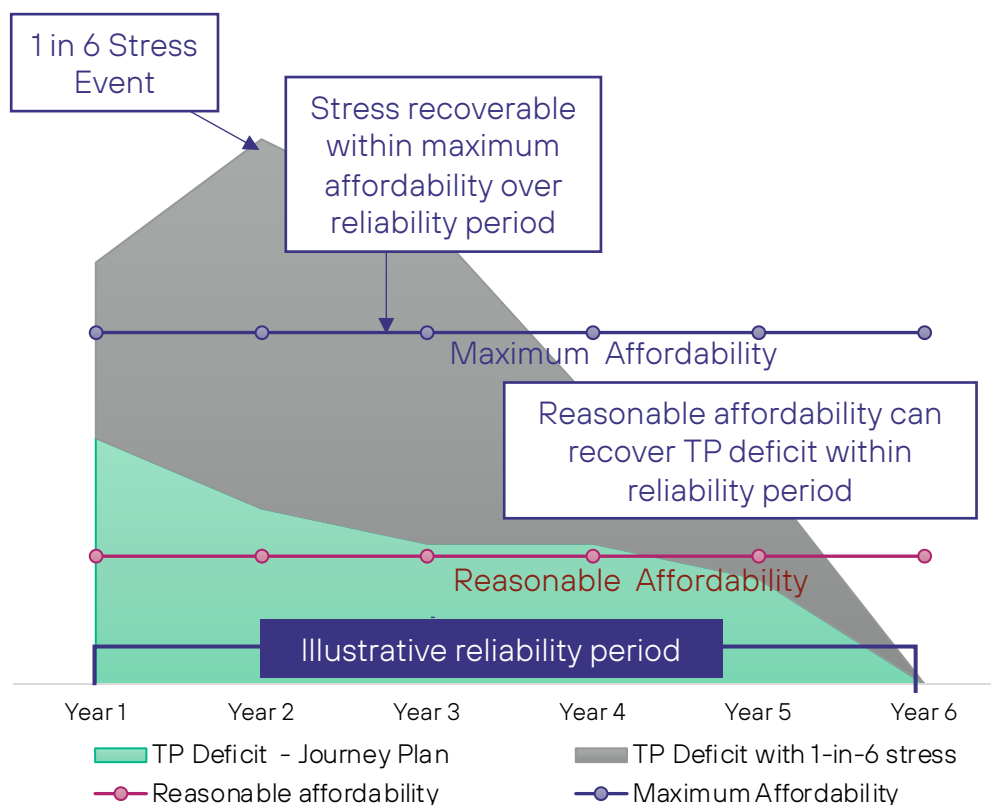 1 in 6 Stress
Event
Stress recoverable
within maximum
affordability over
reliability period
Maximum Affordability
Reasonable affordability can
recover TP deficit within
reliability period
Reasonable Affordability
Illustrative reliability period
Year 1
Year 2
Year 3
Year 4
Year 5
Year 6
TP Deficit - Journey Plan
TP Deficit with 1-in-6 stress
Reasonable affordability
Maximum Affordability